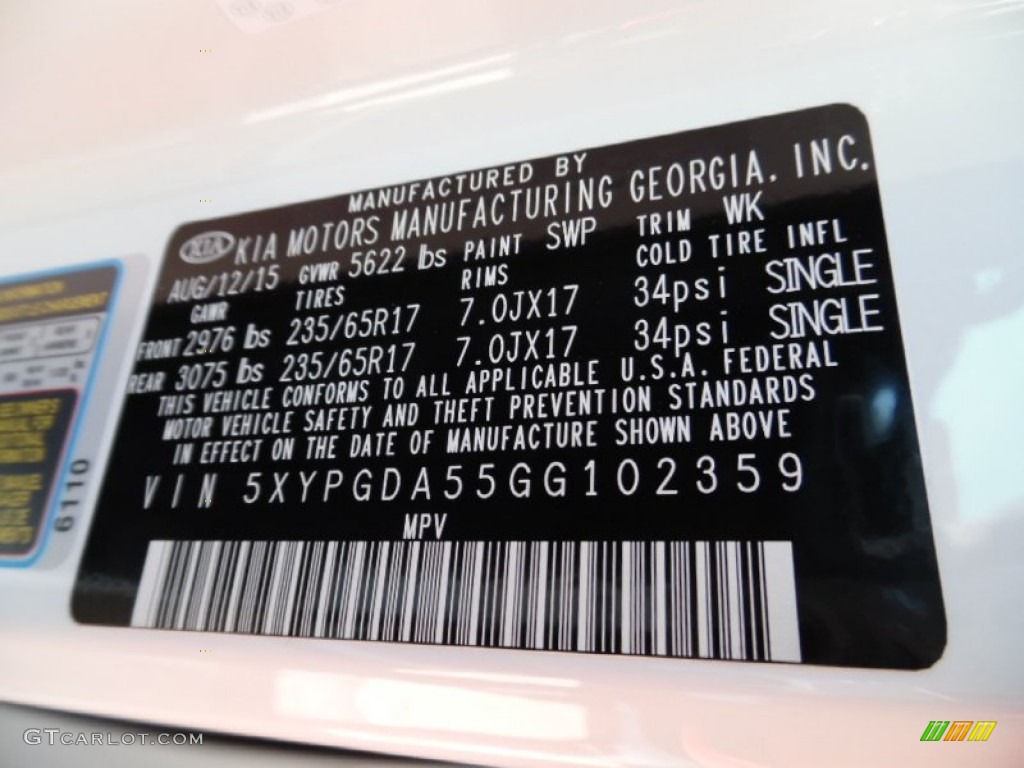 MANUFACTURED BY
KIA KIA MOTORS MANUFACTURING GEORGIA, INC.
AUG/12/15 GVWR 5622 lbs PAINT SWP TRIM WK
GAWR TIRES RIMS COLD TIRE INFL
FRONT 2976 lbs 235/65R17 7.0JX17 34psi SINGLE
REAR 3075 lbs 235/65R17 7.0JX17 34psi SINGLE
THIS VEHICLE CONFORMS TO ALL APPLICABLE U.S.A. FEDERAL
MOTOR VEHICLE SAFETY AND THEFT PREVENTION STANDARDS
IN EFFECT ON THE DATE OF MANUFACTURE SHOWN ABOVE
VIN 5XYPGDA55GG102359
MPV
6110
GTCARLOT.COM